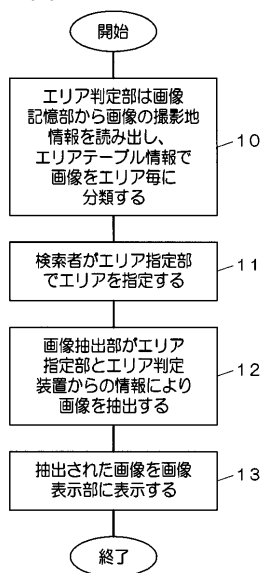 開始
エリア判定部は画像
記憶部から画像の撮影地
情報を読み出し、
エリアテーブル情報で
画像をエリア毎に
分類する
10
検索者がエリア指定部
でエリアを指定する
11
画像抽出部がエリア
指定部とエリア判定
装置からの情報により
画像を抽出する
12
抽出された画像を画像
表示部に表示する
13
終了